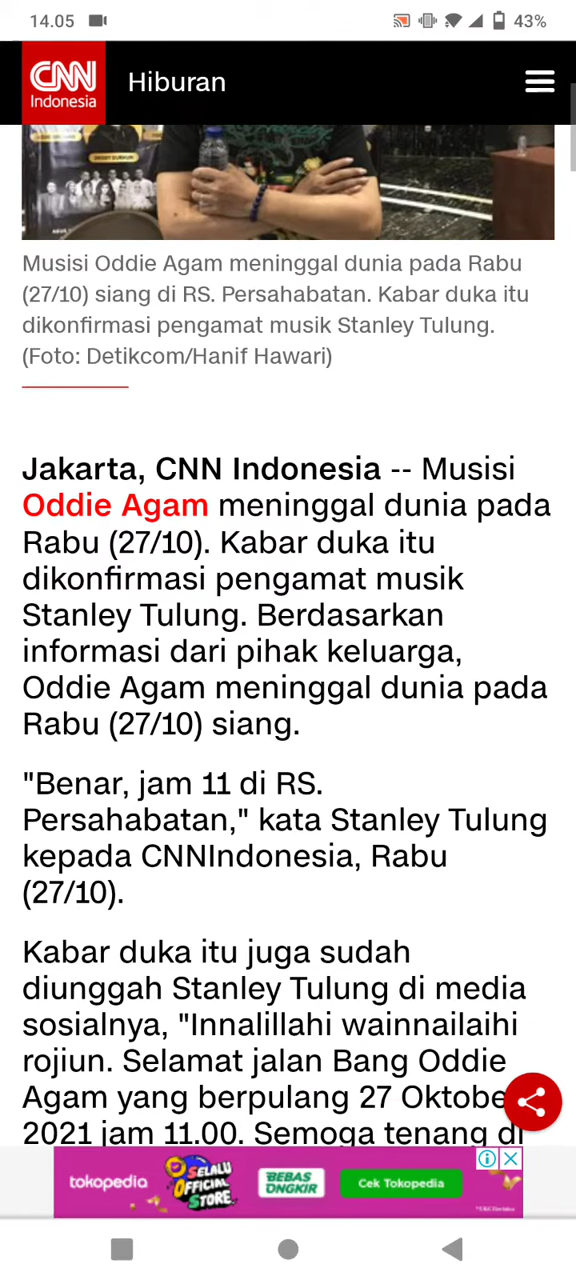 14.05
43%
CNN
Indonesia
Hiburan
Musisi Oddie Agam meninggal dunia pada Rabu
(27/10) siang di RS. Persahabatan. Kabar duka itu
dikonfirmasi pengamat musik Stanley Tulung.
(Foto: Detikcom/Hanif Hawari)
Jakarta, CNN Indonesia -- Musisi
Oddie Agam meninggal dunia pada
Rabu (27/10). Kabar duka itu
dikonfirmasi pengamat musik
Stanley Tulung. Berdasarkan
informasi dari pihak keluarga,
Oddie Agam meninggal dunia pada
Rabu (27/10) siang.
"Benar, jam 11 di RS.
Persahabatan," kata Stanley Tulung
kepada CNNIndonesia, Rabu
(27/10).
Kabar duka itu juga sudah
diunggah Stanley Tulung di media
sosialnya, "Innalillahi wainnailaihi
rojiun. Selamat jalan Bang Oddie
Agam yang berpulang 27 Oktobe
2021 jam 11.00. Semoga tenang di
tokopedia
SELALU
OFFICIAL
STORE
BEBAS
ONGKIR
Cek Tokopedia